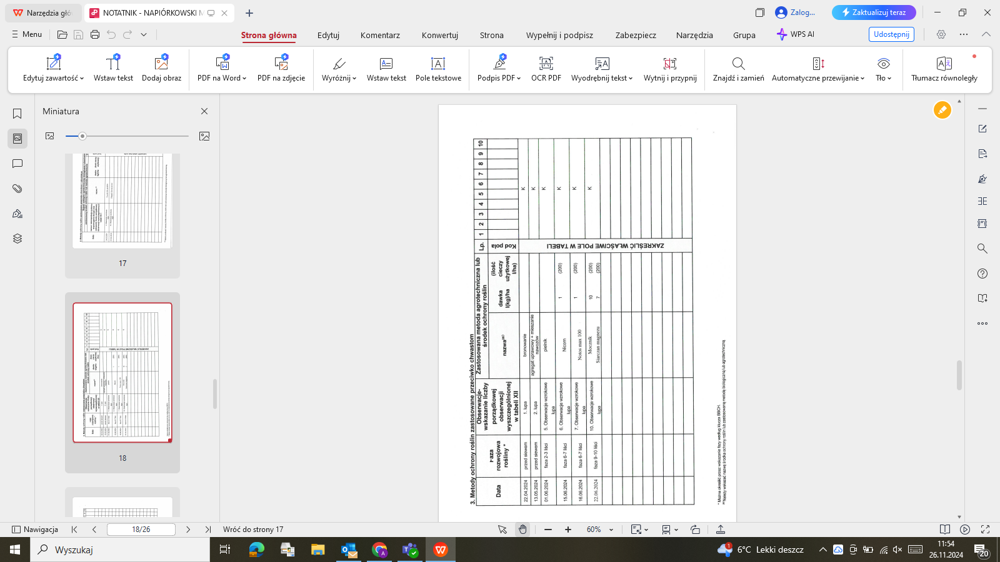 Narzędzia głó
NOTATNIK - NAPIÓRKOWSKI M
Zalog...
Zaktualizuj teraz
Menu
Strona główna
Edytuj
Komentarz
Konwertuj
Strona
Wypełnij i podpisz
Zabezpiecz
Narzędzia
Grupa
WPS AI
Udostępnij
Edytuj zawartość
Wstaw tekst
Dodaj obraz
PDF na Word
PDF na zdjęcie
Wyróżnij
Wstaw tekst
Pole tekstowe
Podpis PDF
OCR PDF
Wyodrębnij tekst
Wytnij i przypnij
Znajdź i zamień
Automatyczne przewijanie
Tło
Tłumacz równoległy
Miniatura
17
18
3. Metody ochrony roślin zastosowane przeciwko chwastom
Data
Faza rozwojowa rośliny *
Obserwacje- wskazanie liczby porządkowej obserwacji wyszczególnionej w tabeli XII
Zastosowana metoda agrotechniczna lub środek ochrony roślin
Lp. 1 2 3 4 5 6 7 8 9 10
nazwa²⁰⁾
dawka l(kg)/ha
(ilość cieczy użytkowej l/ha)
Kod pola
ZAKREŚLIĆ WŁAŚCIWE POLE W TABELI
22.04.2024 przed siewem 1. lupa bronowanie K
13.05.2024 przed siewem 2. lupa agregat uprawowy + mieszanie nawozów K
01.06.2024 faza 2-3 liści 5. Obserwacje wzrokowe lupa pielnik K
15.06.2024 faza 6-7 liści 6. Obserwacje wzrokowe lupa Nicorn 1 (200) K
16.06.2024 faza 6-7 liści 7. Obserwacje wzrokowe lupa Notos max 100 1 (200) K
22.06.2024 faza 9-10 liści 10. Obserwacje wzrokowe lupa Mocznik 10 (200) K
Siarczan magnezu 7 (200)
* Można określić przez wskazanie fazy według klucza BBCH.
²⁰⁾Należy wskazać nazwę środka ochrony roślin lub zastosowaną metodę biologiczną lub agrotechniczną.
Nawigacja
18/26
Wróć do strony 17
60%
Wyszukaj
1
6°C Lekki deszcz
11:54
26.11.2024
20